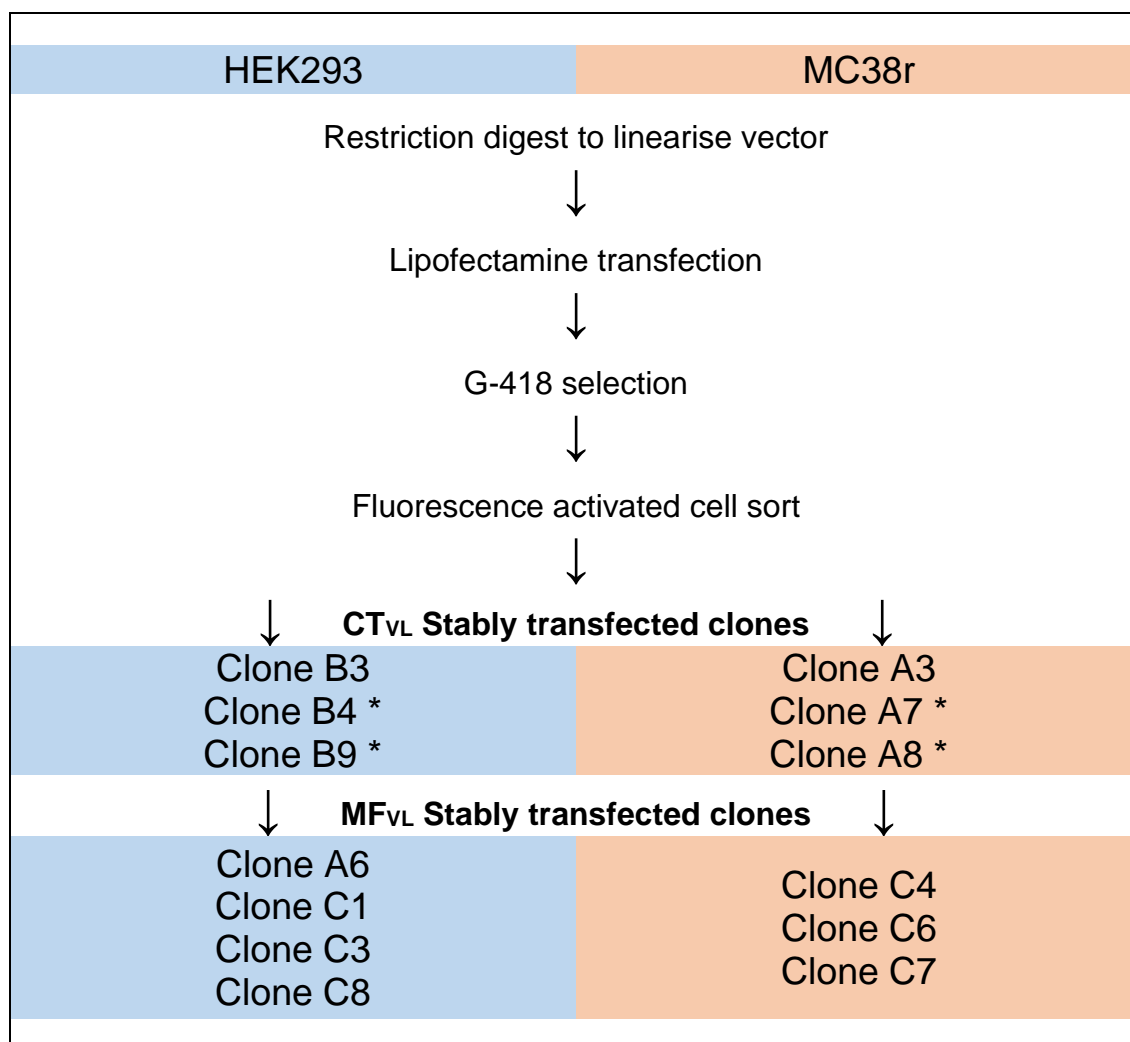 HEK293 MC38r
Restriction digest to linearise vector
↓
Lipofectamine transfection
↓
G-418 selection
↓
Fluorescence activated cell sort
↓
↓ CTVL Stably transfected clones ↓
Clone B3 Clone A3
Clone B4 * Clone A7 *
Clone B9 * Clone A8 *
↓ MFVL Stably transfected clones ↓
Clone A6
Clone C1
Clone C3
Clone C8
Clone C4
Clone C6
Clone C7